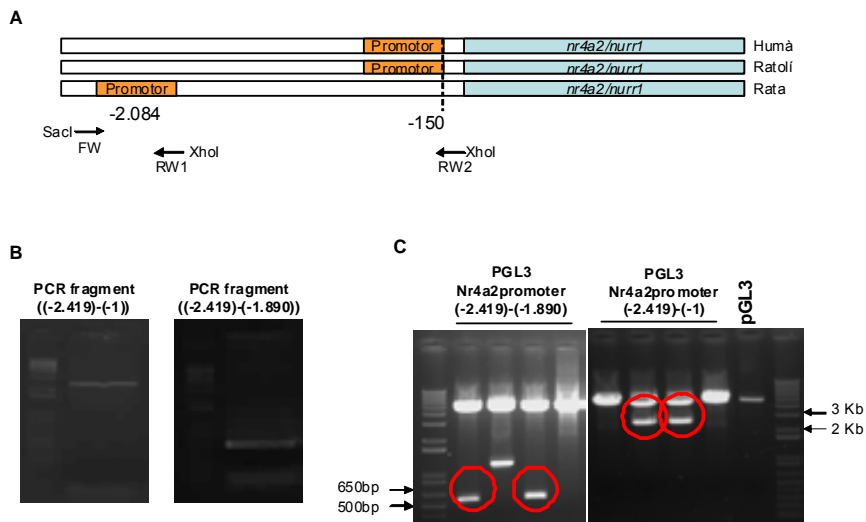 A
Promotor nr4a2/nurr1 Humà
Promotor nr4a2/nurr1 Ratolí
Promotor nr4a2/nurr1 Rata
-2.084
-150
SacI
FW
XhoI
RW1
XhoI
RW2
B
PCR fragment
((-2.419)-(-1))
PCR fragment
((-2.419)-(-1.890))
C
PGL3
Nr4a2promoter
(-2.419)-(-1.890)
PGL3
Nr4a2promoter
(-2.419)-(-1)
pGL3
3 Kb
2 Kb
650bp
500bp